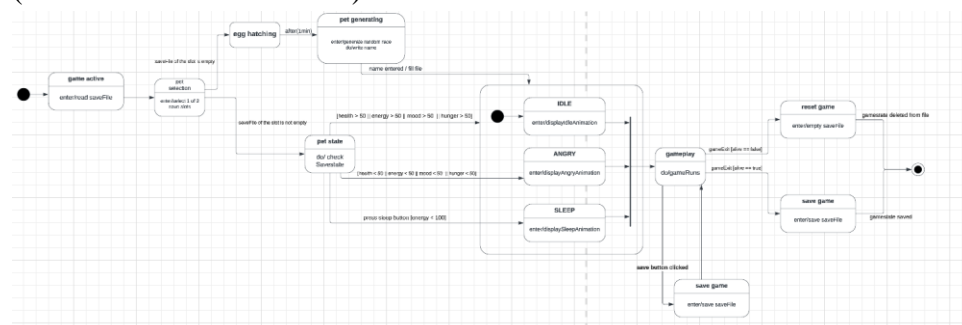 pet generating
enter/generate random race
do/write name
egg hatching
after(1min)
saveFile of the slot is empty
name entered / fill file
game active
enter/read saveFile
pet
selection
enter/select 1 of 3
save slots
saveFile of the slot is not empty
pet state
do/ check
Savestate
[health > 50 || energy > 50 || mood > 50 || hunger > 50]
[health < 50 || energy < 50 || mood < 50 || hunger < 50]
press sleep button [energy < 100]
IDLE
enter/displayIdleAnimation
ANGRY
enter/displayAngryAnimation
SLEEP
enter/displaySleepAnimation
gameplay
do/gameRuns
gameExit [alive == false]
gameExit [alive == true]
reset game
enter/empty saveFile
gamestate deleted from file
save game
enter/save saveFile
gamestate saved
save button clicked
save game
enter/save saveFile